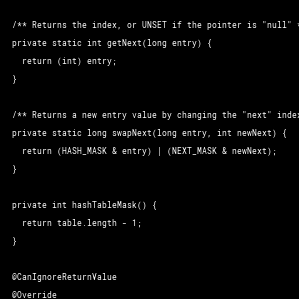 /** Returns the index, or UNSET if the pointer is "null"
private static int getNext(long entry) {
return (int) entry;
}
/** Returns a new entry value by changing the "next" index
private static long swapNext(long entry, int newNext) {
return (HASH_MASK & entry) | (NEXT_MASK & newNext);
}
private int hashTableMask() {
return table.length - 1;
}
@CanIgnoreReturnValue
@Override